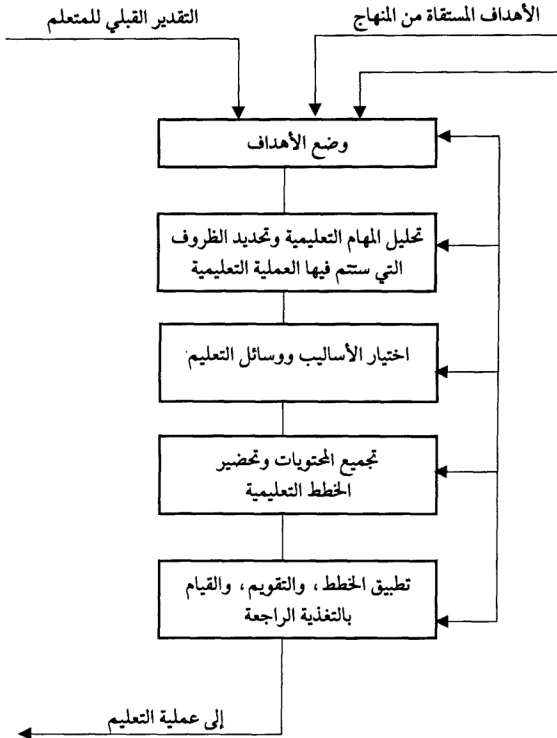 الأهداف المستقاة من المنهاج
التقدير القبلي للمتعلم
وضع الأهداف
تحليل المهام التعليمية وتحديد الظروف
التي ستتم فيها العملية التعليمية
اختيار الأساليب ووسائل التعليم
تجميع المحتويات وتحضير
الخطط التعليمية
تطبيق الخطط، والتقويم، والقيام
بالتغذية الراجعة
إلى عملية التعليم